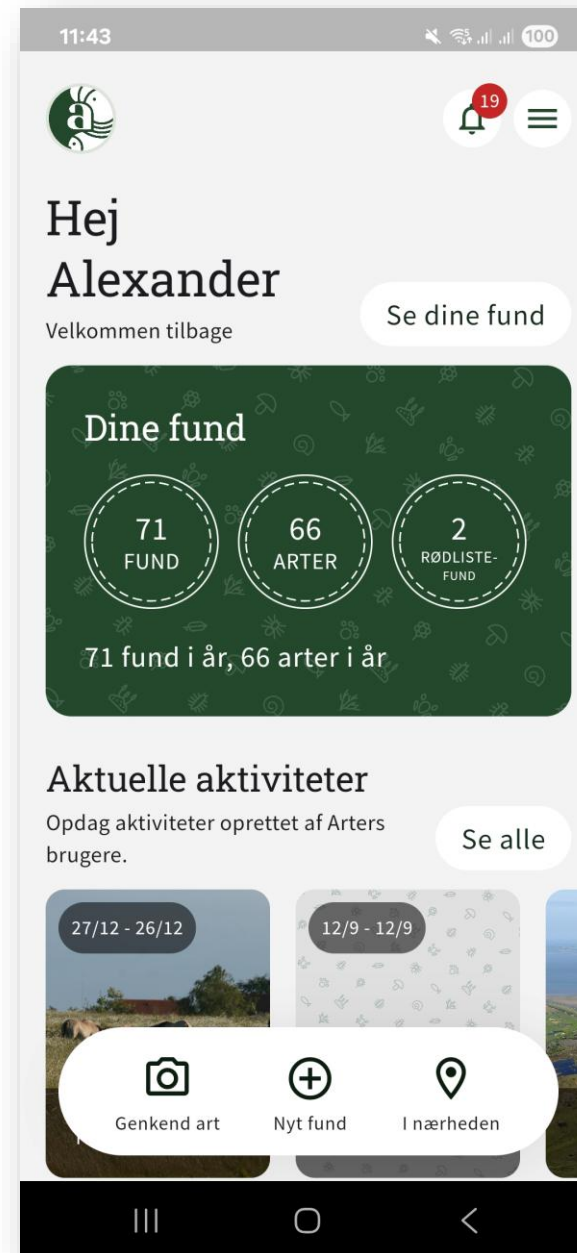 11:43
100
a
19
Hej
Alexander
Velkommen tilbage
Se dine fund
Dine fund
71
FUND
66
ARTER
2
RØDLISTE-
FUND
71 fund i år, 66 arter i år
Aktuelle aktiviteter
Opdag aktiviteter oprettet af Arters
brugere.
Se alle
27/12 - 26/12
12/9 - 12/9
Genkend art
Nyt fund
I nærheden